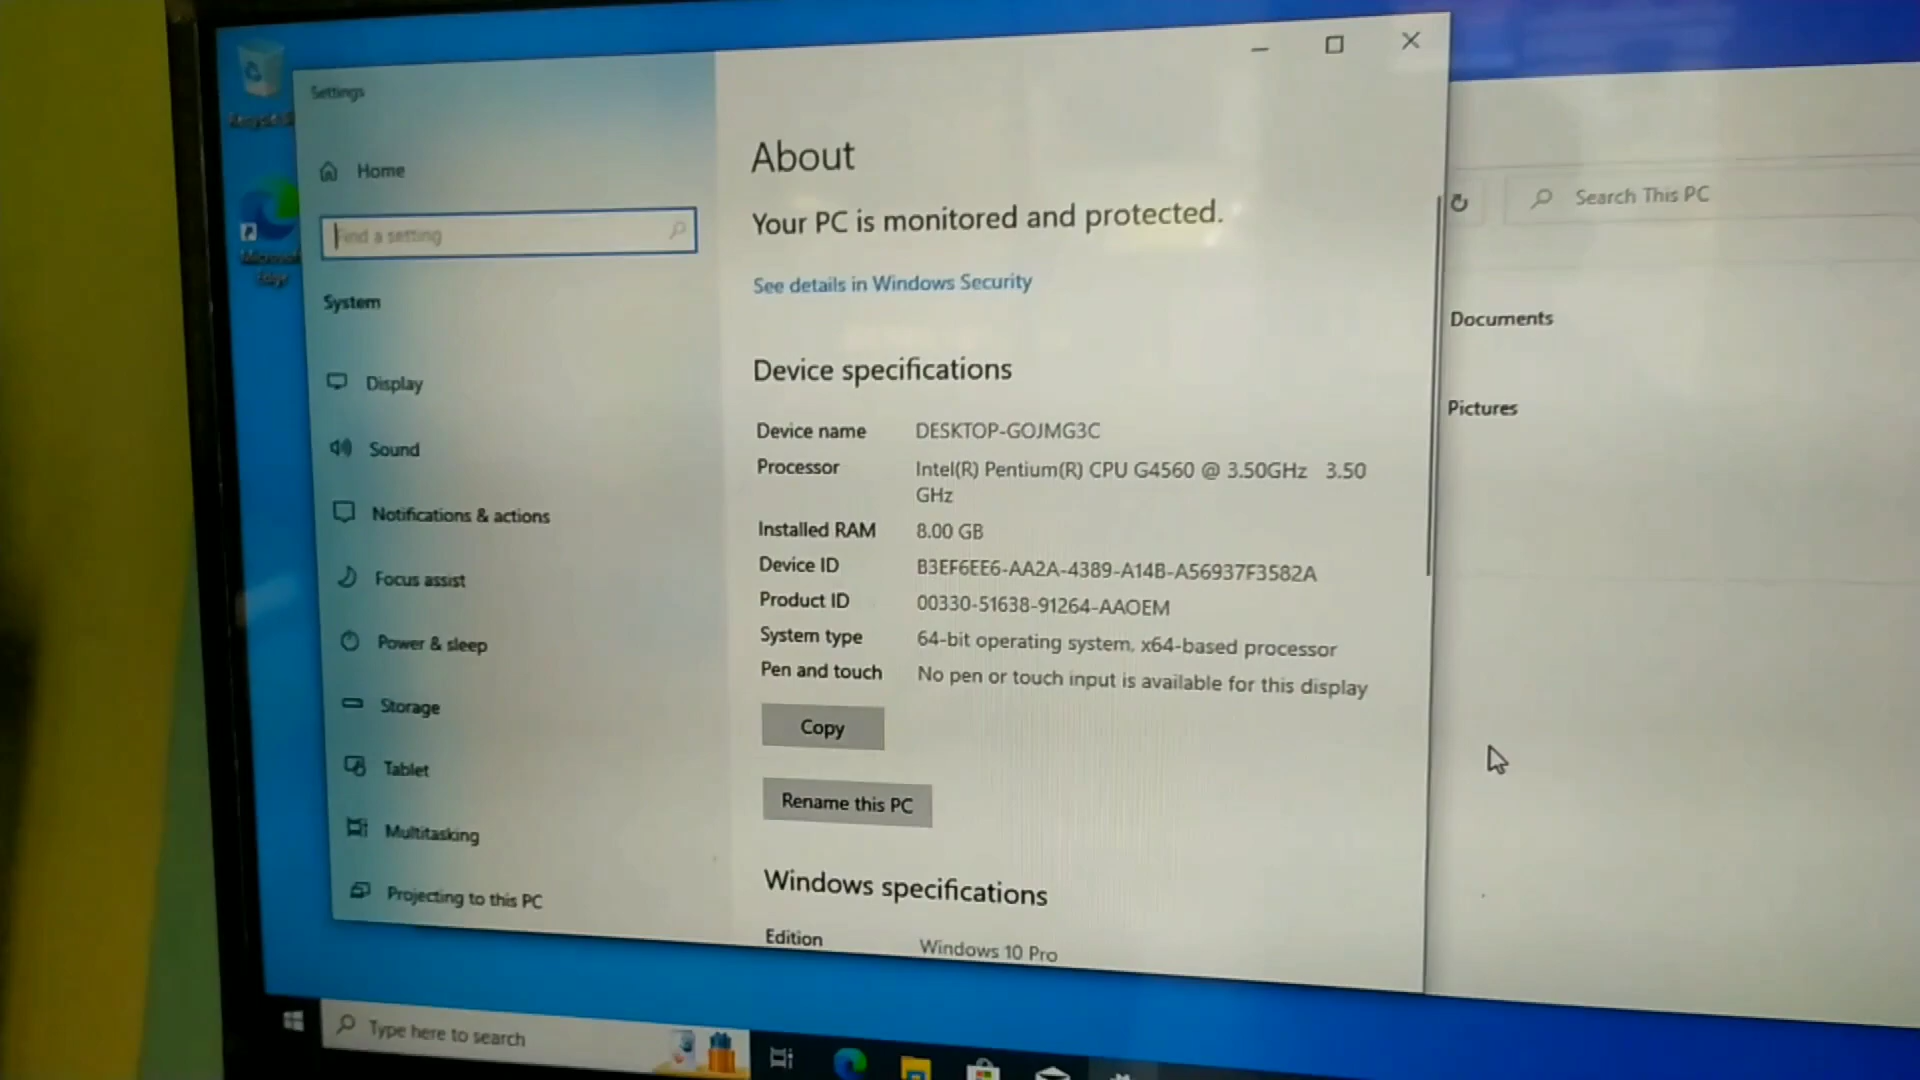 Settings
Home
Find a setting
System
Display
Sound
Notifications & actions
Focus assist
Power & sleep
Storage
Tablet
Multitasking
Projecting to this PC
About
Your PC is monitored and protected.
See details in Windows Security
Device specifications
Device name DESKTOP-GOJMG3C
Processor Intel(R) Pentium(R) CPU G4560 @ 3.50GHz 3.50
GHz
Installed RAM 8.00 GB
Device ID B3EF6EE6-AA2A-4389-A14B-A56937F3582A
Product ID 00330-51638-91264-AAOEM
System type 64-bit operating system, x64-based processor
Pen and touch No pen or touch input is available for this display
Copy
Rename this PC
Windows specifications
Edition Windows 10 Pro
Search This PC
Documents
Pictures
Microsoft
Edge
Type here to search